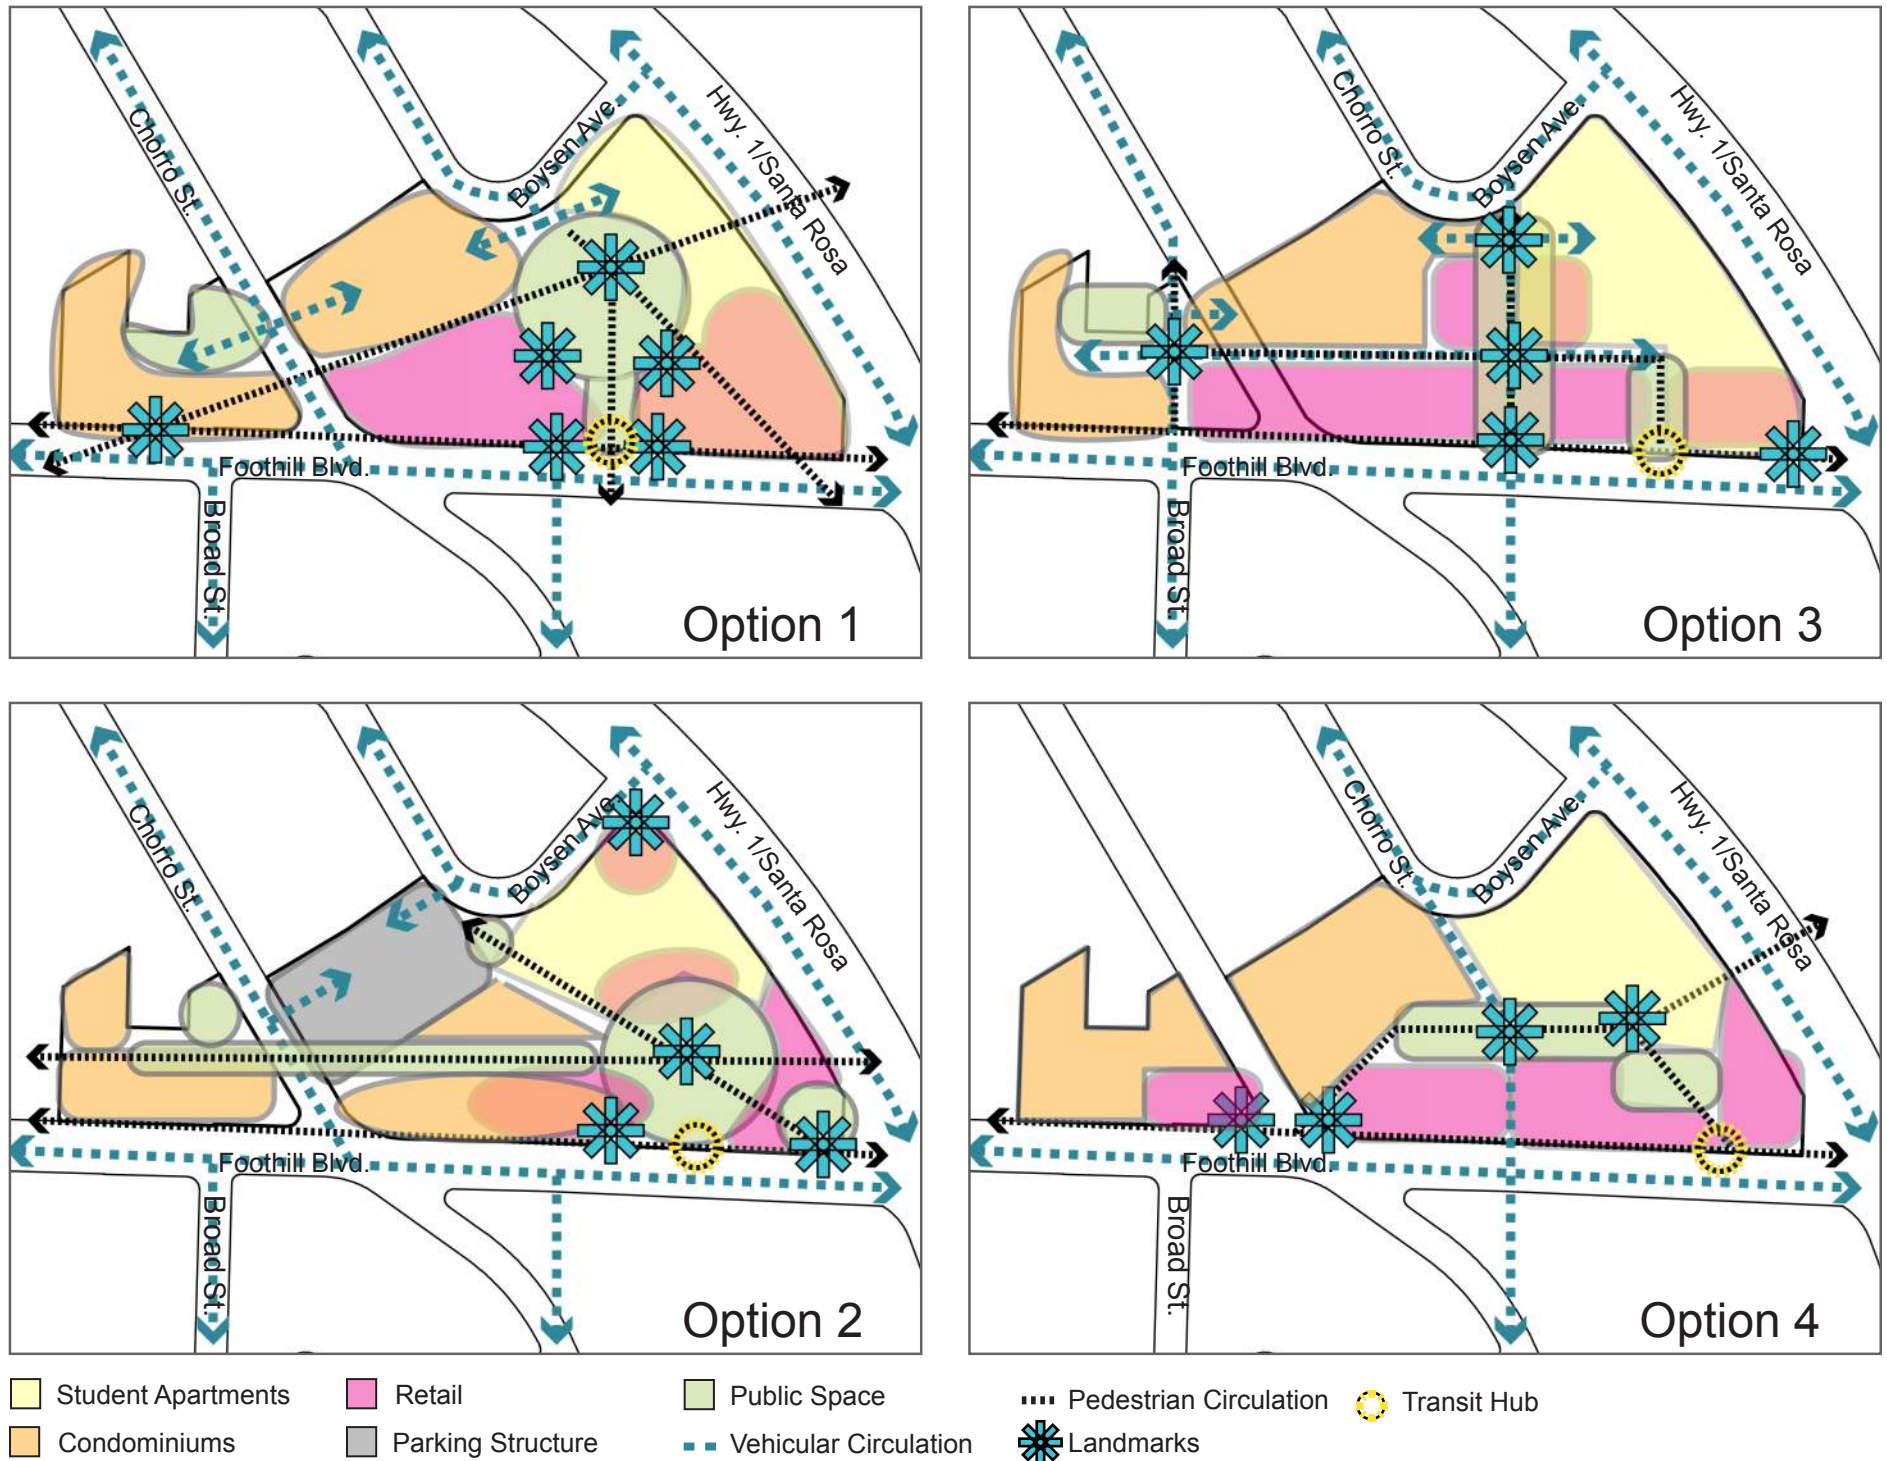 Chorro St.
Boysen Ave.
Hwy. 1/Santa Rosa
Foothill Blvd.
Broad St.
Option 1
Chorro St.
Boysen Ave.
Hwy. 1/Santa Rosa
Foothill Blvd.
Broad St.
Option 3
Chorro St.
Boysen Ave.
Hwy. 1/Santa Rosa
Foothill Blvd.
Broad St.
Option 2
Chorro St.
Boysen Ave.
Hwy. 1/Santa Rosa
Foothill Blvd.
Broad St.
Option 4
Student Apartments
Retail
Public Space
Pedestrian Circulation
Transit Hub
Condominiums
Parking Structure
Vehicular Circulation
Landmarks